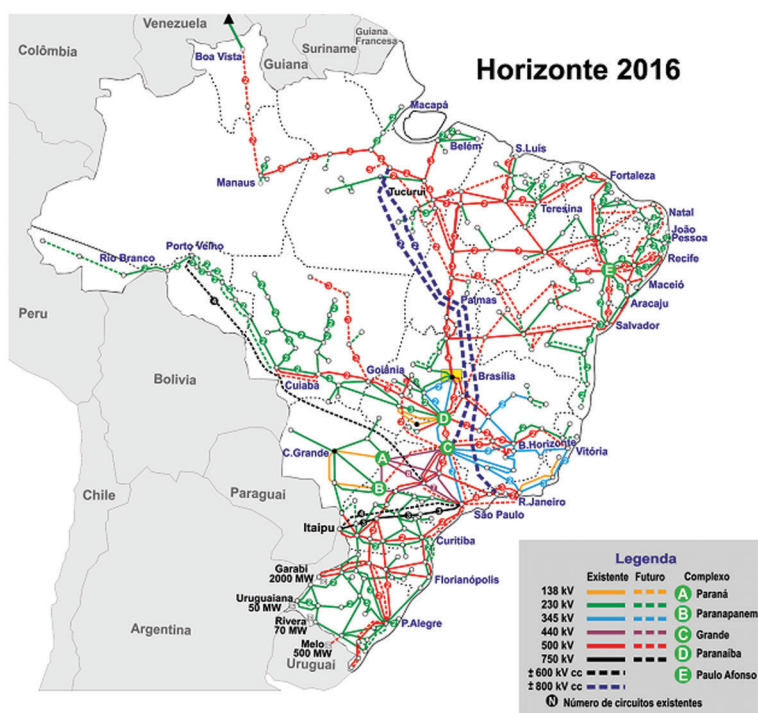 Horizonte 2016
Venezuela
Colômbia
Guiana
Suriname
Guiana
Francesa
Boa Vista
Macapá
Belém
S.Luís
Fortaleza
Manaus
Tucuruí
Teresina
Natal
João
Pessoa
Recife
Maceió
Aracaju
Salvador
E
Porto Velho
Rio Branco
Palmas
Peru
Bolivia
Cuiabá
Goiânia
Brasília
D
B.Horizonte
Vitória
C
C.Grande
A
B
R.Janeiro
São Paulo
Paraguai
Chile
Itaipu
Curitiba
Garabi
2000 MW
Florianópolis
Uruguaiana
50 MW
Rivera
70 MW
P.Alegre
Melo
500 MW
Argentina
Uruguai
Legenda
Existente Futuro Complexo
138 kV A Paraná
230 kV B Paranapanem
345 kV
440 kV C Grande
500 kV D Paranaíba
750 kV
±600 kV cc E Paulo Afonso
±800 kV cc
N Número de circuitos existentes